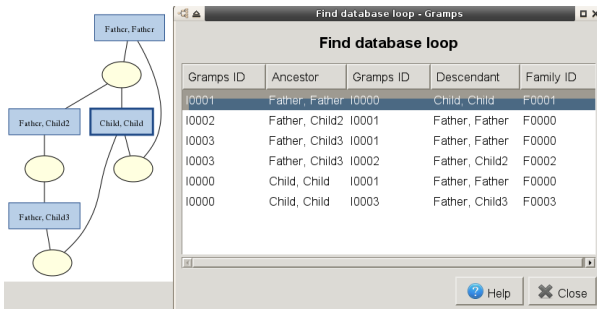 Father, Father
Father, Child2
Child, Child
Father, Child3
Find database loop - Gramps
Find database loop
Gramps ID Ancestor Gramps ID Descendant Family ID
I0001 Father, Father I0000 Child, Child F0001
I0002 Father, Child2 I0001 Father, Father F0000
I0003 Father, Child3 I0001 Father, Father F0000
I0003 Father, Child3 I0002 Father, Child2 F0002
I0000 Child, Child I0001 Father, Father F0000
I0000 Child, Child I0003 Father, Child3 F0003
Help Close